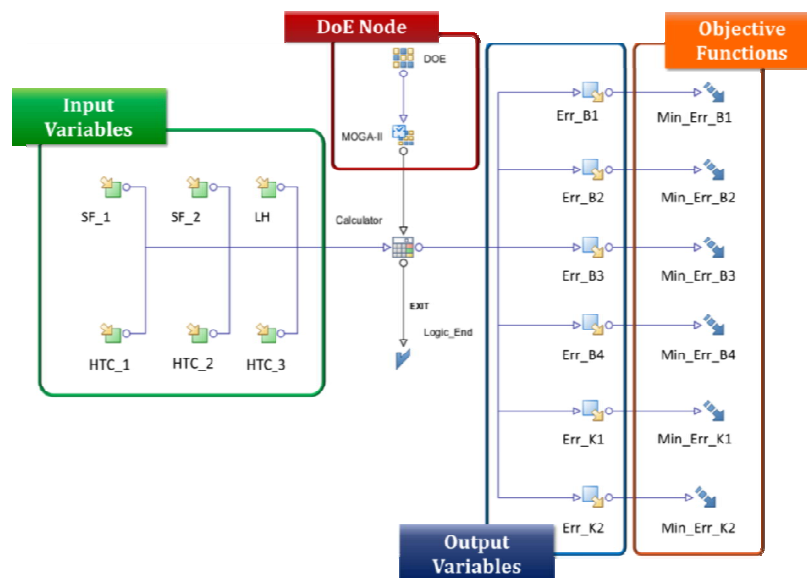 DoE Node
Objective
Functions
Input
Variables
DOE
MOGA-II
Err_B1
Min_Err_B1
SF_1
SF_2
LH
Calculator
Err_B2
Min_Err_B2
Err_B3
Min_Err_B3
EXIT
Logic_End
HTC_1
HTC_2
HTC_3
Err_B4
Min_Err_B4
Err_K1
Min_Err_K1
Err_K2
Min_Err_K2
Output
Variables